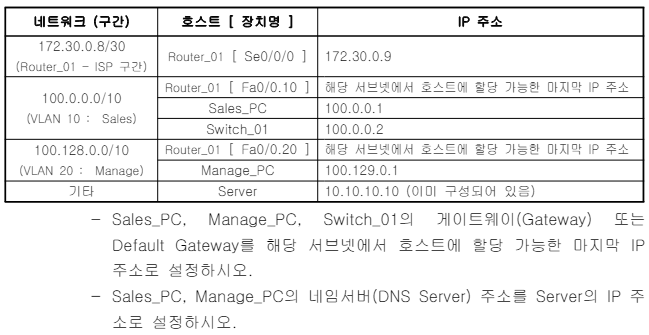 네트워크 (구간) 호스트 [ 장치명 ] IP 주소
172.30.0.8/30
(Router_01 - ISP 구간)
Router_01 [ Se0/0/0 ] 172.30.0.9
100.0.0.0/10
(VLAN 10 : Sales)
Router_01 [ Fa0/0.10 ] 해당 서브넷에서 호스트에 할당 가능한 마지막 IP 주소
Sales_PC 100.0.0.1
Switch_01 100.0.0.2
100.128.0.0/10
(VLAN 20 : Manage)
Router_01 [ Fa0/0.20 ] 해당 서브넷에서 호스트에 할당 가능한 마지막 IP 주소
Manage_PC 100.129.0.1
기타 Server 10.10.10.10 (이미 구성되어 있음)
- Sales_PC, Manage_PC, Switch_01의 게이트웨이(Gateway) 또는
Default Gateway를 해당 서브넷에서 호스트에 할당 가능한 마지막 IP
주소로 설정하시오.
- Sales_PC, Manage_PC의 네임서버(DNS Server) 주소를 Server의 IP 주
소로 설정하시오.